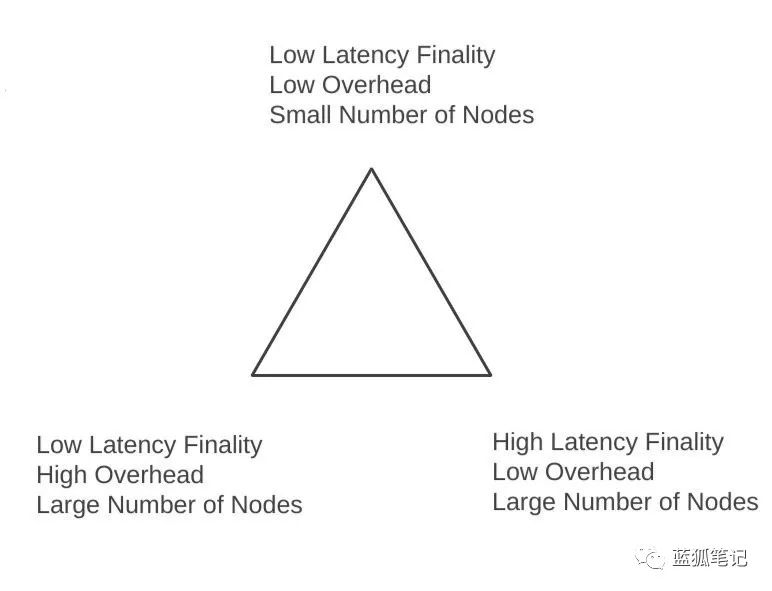 Low Latency Finality
Low Overhead
Small Number of Nodes
Low Latency Finality
High Overhead
Large Number of Nodes
High Latency Finality
Low Overhead
Large Number of Nodes
蓝狐笔记